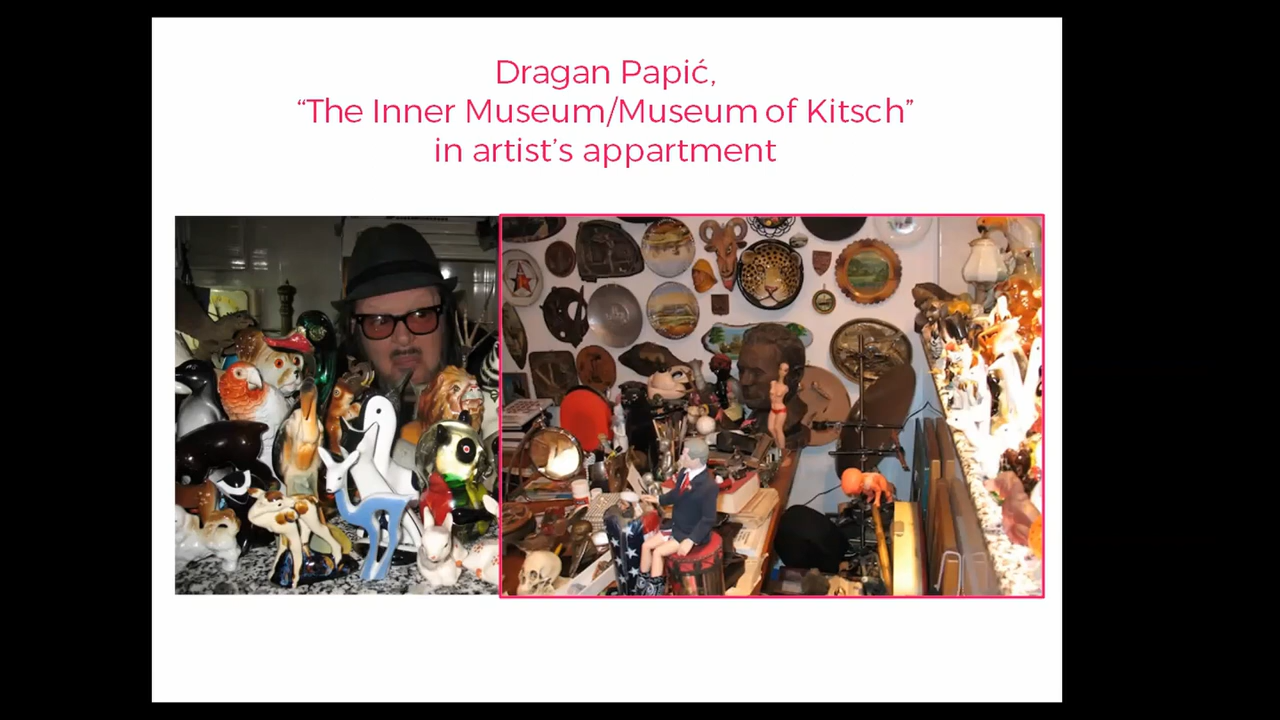 Dragan Papić,
“The Inner Museum/Museum of Kitsch”
in artist’s appartment